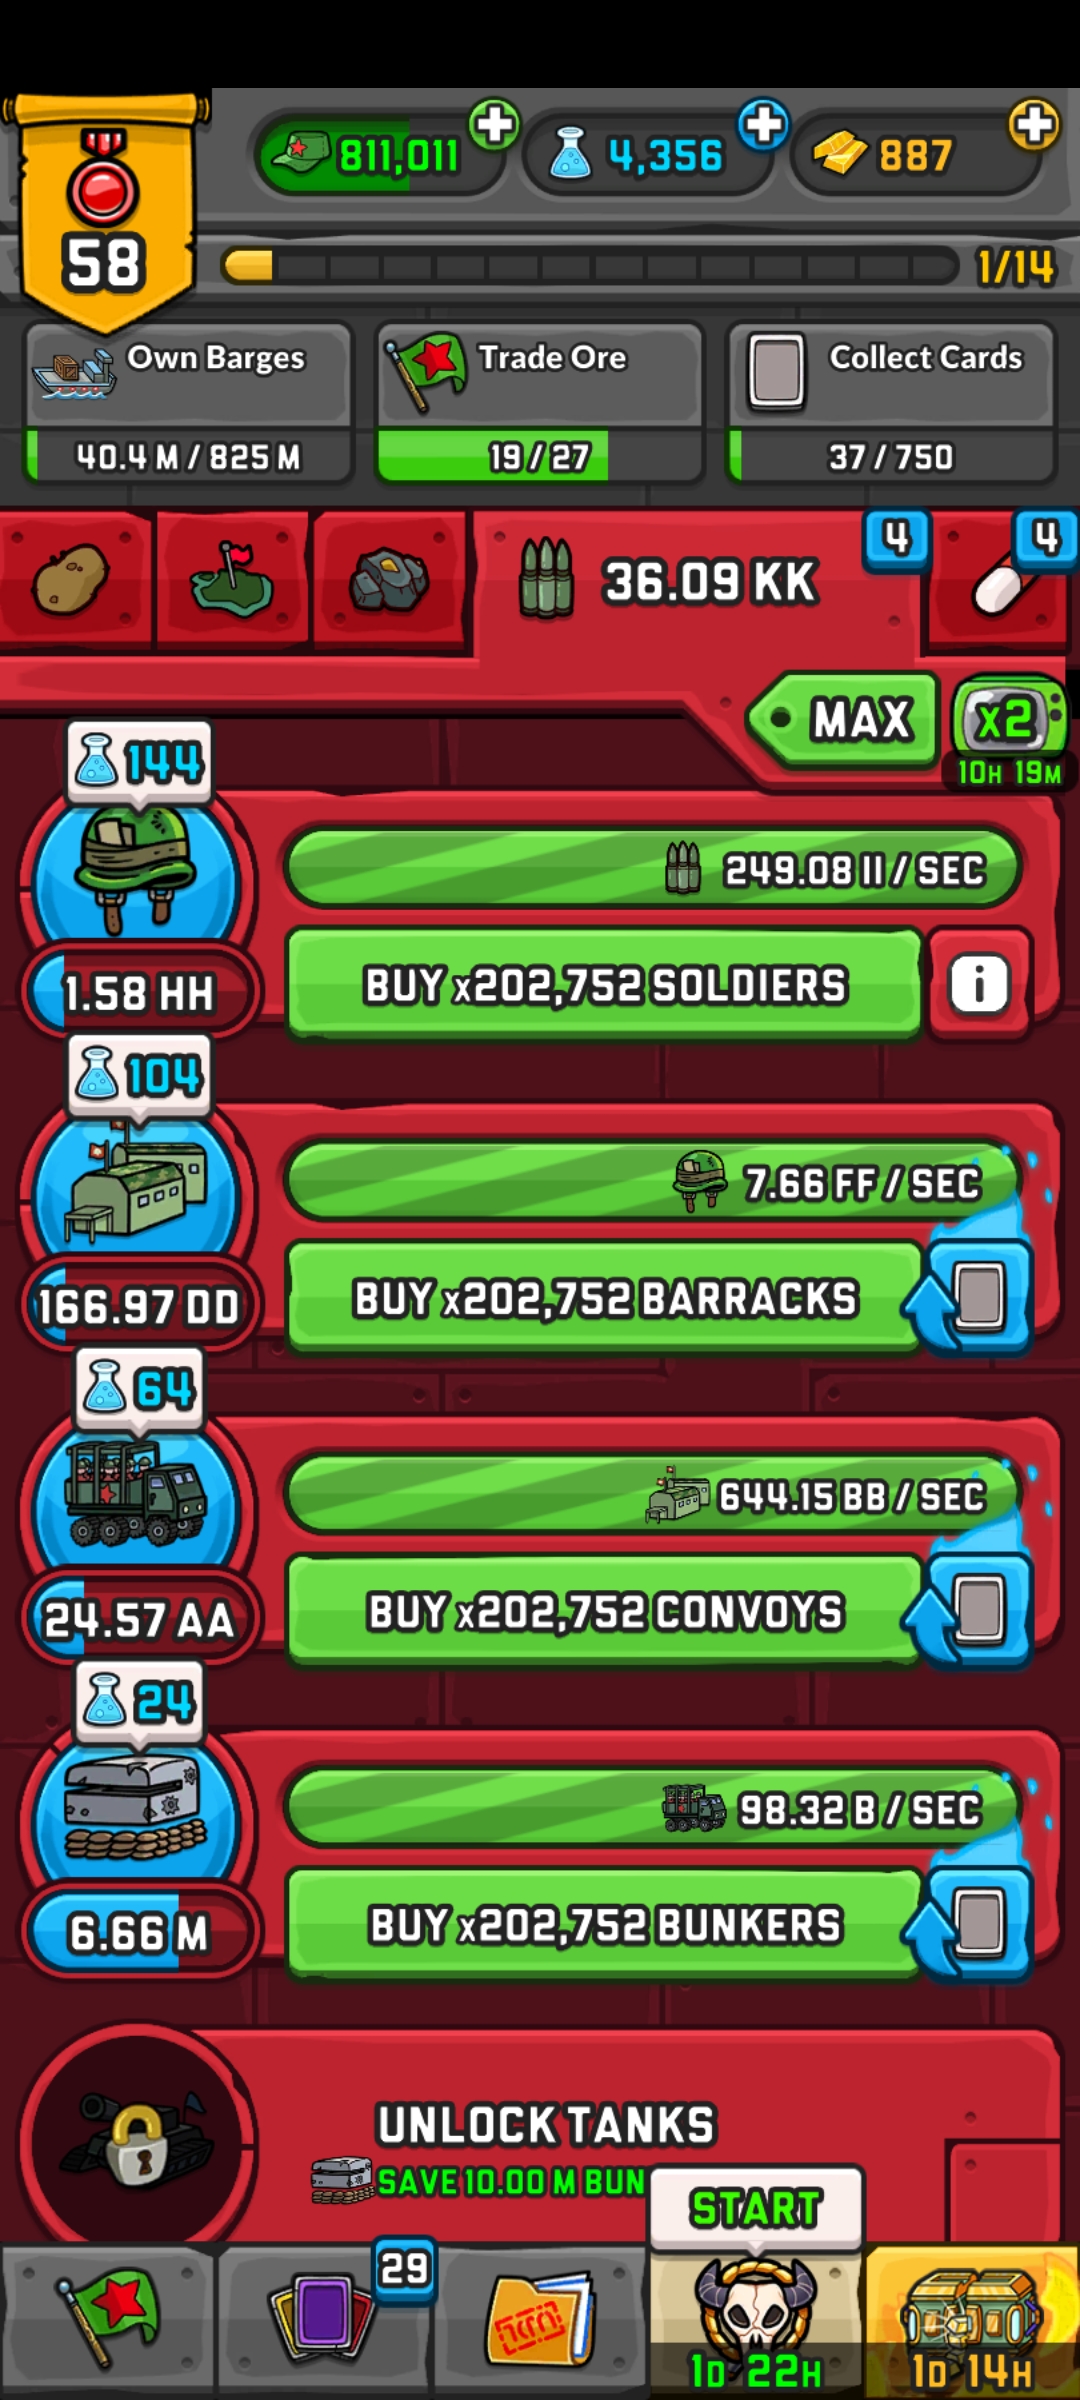 811,011
4,356
887
58
1/14
Own Barges
Trade Ore
Collect Cards
40.4 M / 825 M
19 / 27
37 / 750
36.09 KK
4
4
MAX
x2
10H 19M
144
249.08 II / SEC
1.58 HH
BUY x202,752 SOLDIERS
i
104
7.66 FF / SEC
166.97 DD
BUY x202,752 BARRACKS
64
644.15 BB / SEC
24.57 AA
BUY x202,752 CONVOYS
24
98.32 B / SEC
6.66 M
BUY x202,752 BUNKERS
UNLOCK TANKS
SAVE 10.00 M BUN
START
29
1D 22H
1D 14H